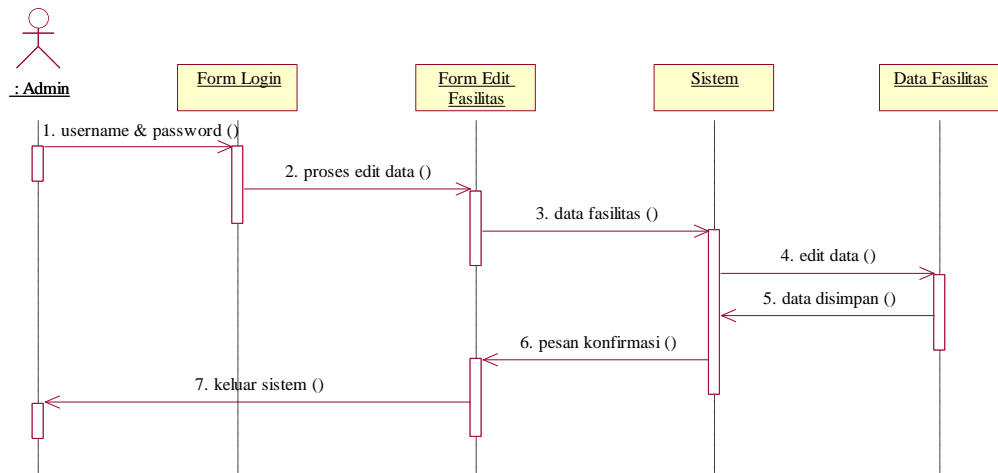 : Admin
Form Login
Form Edit
Fasilitas
Sistem
Data Fasilitas
1. username & password ()
2. proses edit data ()
3. data fasilitas ()
4. edit data ()
5. data disimpan ()
6. pesan konfirmasi ()
7. keluar sistem ()